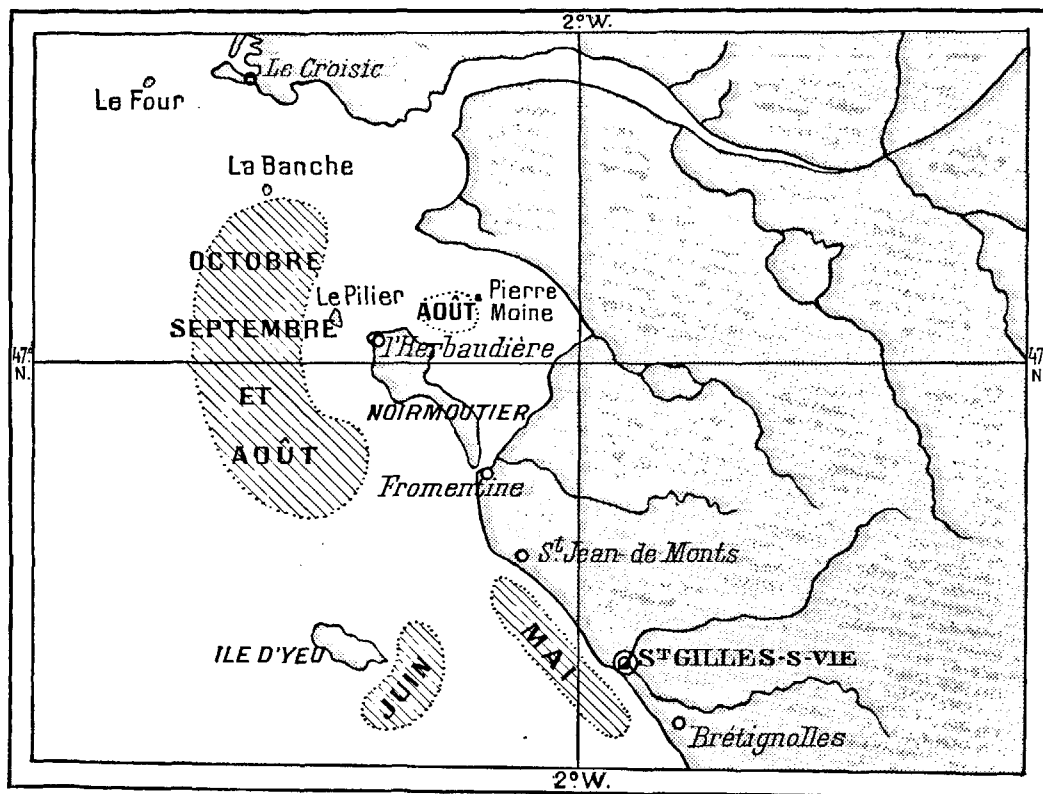 2° W.
Le Croisic
Le Four
La Banche
OCTOBRE
Le Pilier
AOÛT
Pierre
Moine
SEPTEMBRE
l'Herbaudière
47°
N.
47°
N
ET
NOIRMOUTIER
AOÛT
Fromentine
St Jean de Monts
MAI
ILE D'YEU
JUIN
ST GILLES-S-VIE
Brétignolles
2° W.